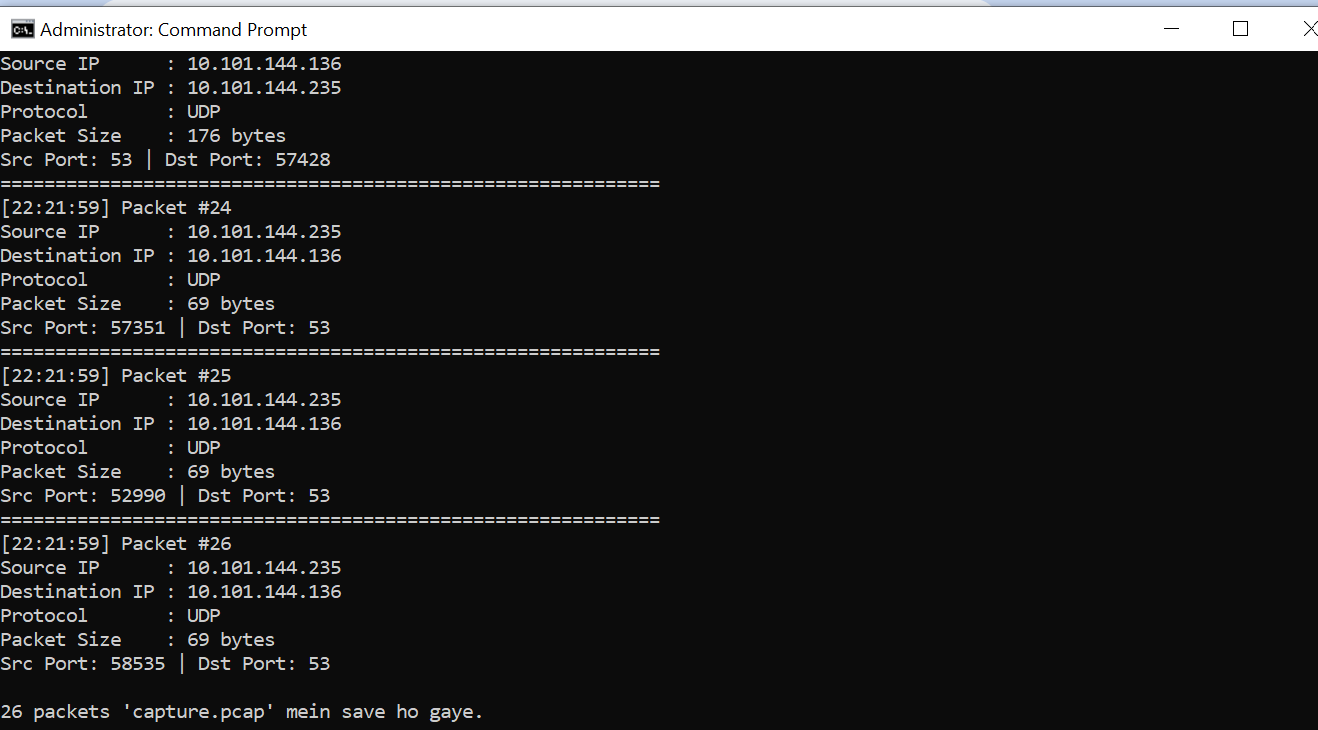 Administrator: Command Prompt
Source IP      : 10.101.144.136
Destination IP : 10.101.144.235
Protocol       : UDP
Packet Size    : 176 bytes
Src Port: 53 | Dst Port: 57428
============================================================
[22:21:59] Packet #24
Source IP      : 10.101.144.235
Destination IP : 10.101.144.136
Protocol       : UDP
Packet Size    : 69 bytes
Src Port: 57351 | Dst Port: 53
============================================================
[22:21:59] Packet #25
Source IP      : 10.101.144.235
Destination IP : 10.101.144.136
Protocol       : UDP
Packet Size    : 69 bytes
Src Port: 52990 | Dst Port: 53
============================================================
[22:21:59] Packet #26
Source IP      : 10.101.144.235
Destination IP : 10.101.144.136
Protocol       : UDP
Packet Size    : 69 bytes
Src Port: 58535 | Dst Port: 53
26 packets 'capture.pcap' mein save ho gaye.